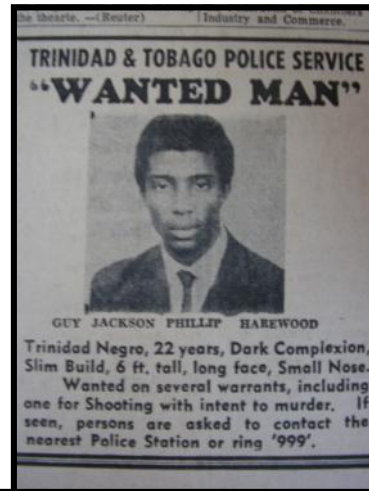 the thearte. —(Reuter)
Industry and Commerce.
TRINIDAD & TOBAGO POLICE SERVICE
"WANTED MAN"
GUY JACKSON PHILLIP HAREWOOD
Trinidad Negro, 22 years, Dark Complexion,
Slim Build, 6 ft. tall, long face, Small Nose.
Wanted on several warrants, including
one for Shooting with intent to murder. If
seen, persons are asked to contact the
nearest Police Station or ring '999'.